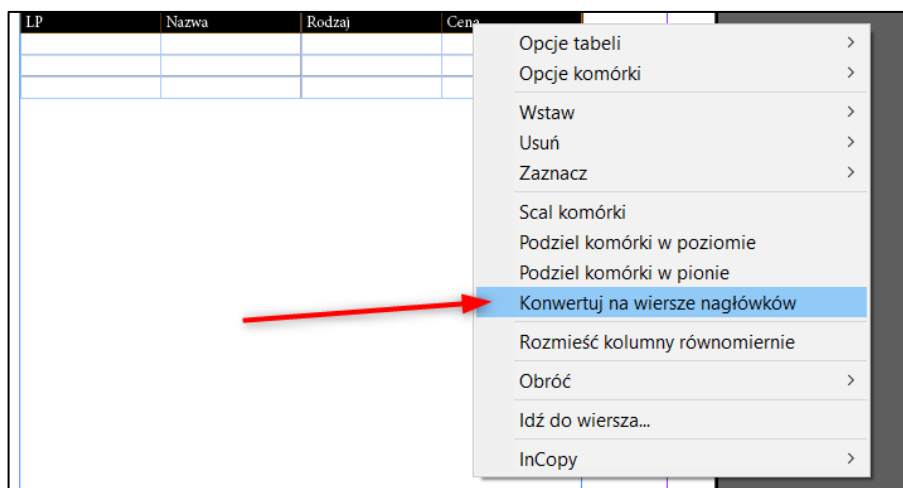 LP Nazwa Rodzaj Cena
Opcje tabeli
Opcje komórki
Wstaw
Usuń
Zaznacz
Scal komórki
Podziel komórki w poziomie
Podziel komórki w pionie
Konwertuj na wiersze nagłówków
Rozmieść kolumny równomiernie
Obróć
Idź do wiersza...
InCopy